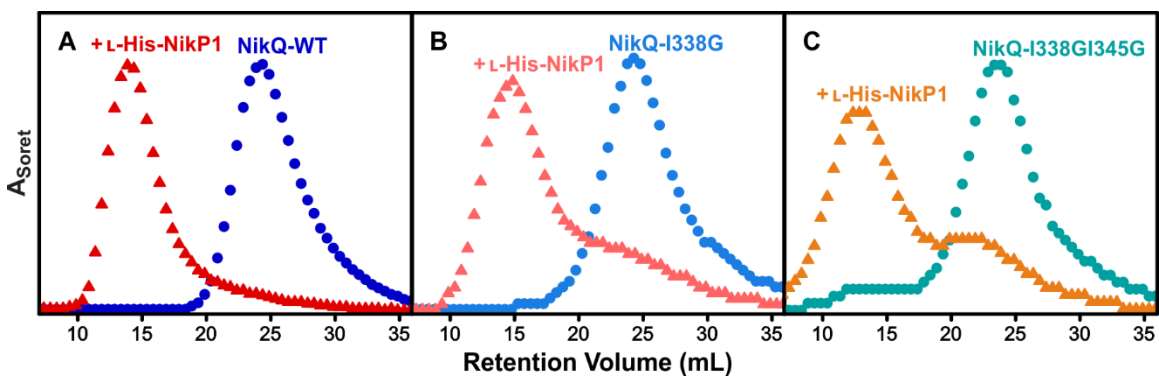 A
+ L-His-NikP1
NikQ-WT
B
+ L-His-NikP1
NikQ-I338G
C
+ L-His-NikP1
NikQ-I338GI345G
ASoret
10 15 20 25 30 35
10 15 20 25 30 35
10 15 20 25 30 35
Retention Volume (mL)